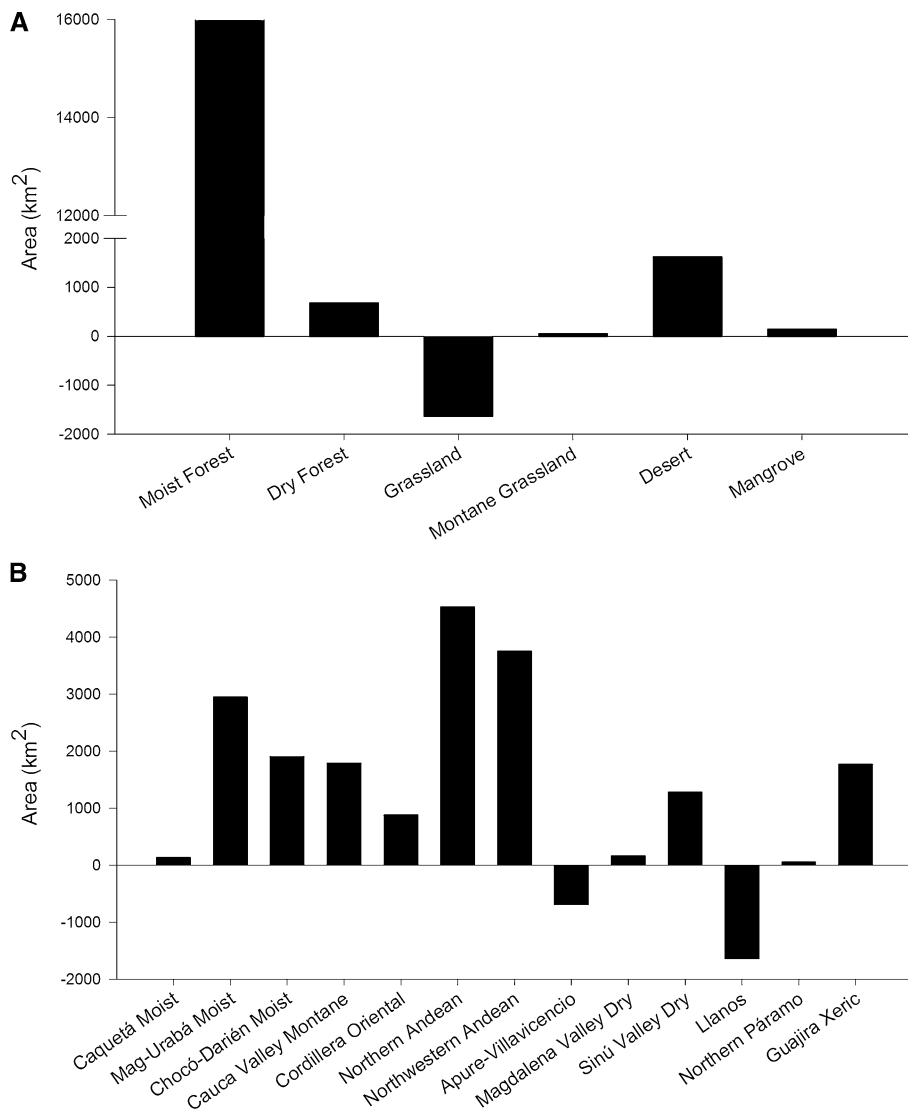 A
16000
14000
12000
2000
1000
0
-1000
-2000
Area (km²)
Moist Forest
Dry Forest
Grassland
Montane Grassland
Desert
Mangrove
B
5000
4000
3000
2000
1000
0
-1000
-2000
Area (km²)
Caquetá Moist
Mag-Urabá Moist
Chocó-Darién Moist
Cauca Valley Montane
Cordillera Oriental
Northern Andean
Northwestern Andean
Apure-Villavicencio
Magdalena Valley Dry
Sinú Valley Dry
Llanos
Northern Páramo
Guajira Xeric